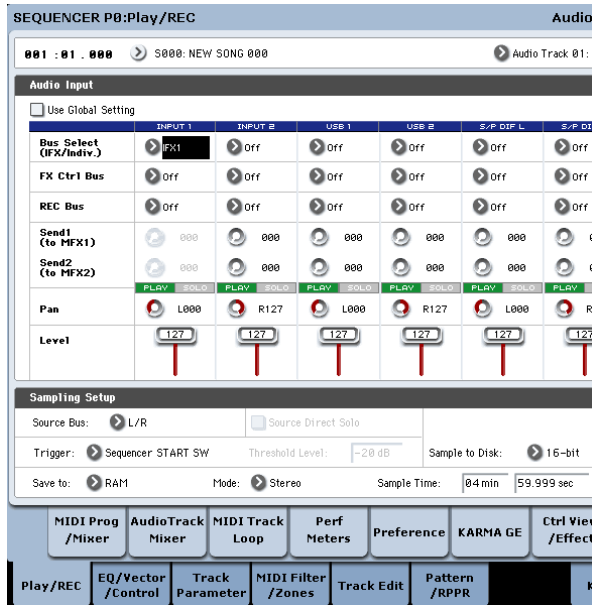 SEQUENCER P0:Play/REC Audio
001 :01 . 000 S000: NEW SONG 000 Audio Track 01:
Audio Input
Use Global Setting
INPUT 1 INPUT 2 USB 1 USB 2 S/P DIF L S/P DI
Bus Select
(IFX/Indiv.) IFX1 Off Off Off Off Off
FX Ctrl Bus Off Off Off Off Off Off
REC Bus Off Off Off Off Off Off
Send1
(to MFX1) 000 000 000 000 000
Send2
(to MFX2) 000 000 000 000 000
PLAY SOLO PLAY SOLO PLAY SOLO PLAY SOLO PLAY SOLO PLAY
Pan L000 R127 L000 R127 L000 R
Level 127 127 127 127 127 127
Sampling Setup
Source Bus: L/R Source Direct Solo
Trigger: Sequencer START SW Threshold Level: -20 dB Sample to Disk: 16-bit
Save to: RAM Mode: Stereo Sample Time: 04 min 59.999 sec
MIDI Prog
/Mixer AudioTrack
Mixer MIDI Track
Loop Perf
Meters Preference KARMA GE Ctrl View
/Effect
Play/REC EQ/Vector
/Control Track
Parameter MIDI Filter
/Zones Track Edit Pattern
/RPPR K